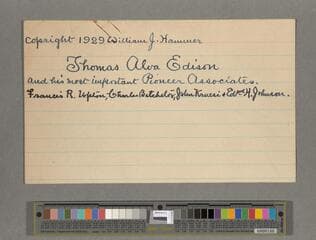 Copyright 1929 William J. Hammer
Thomas Alva Edison
and his most important Pioneer Associates.
Francis R. Upton, Charles Batchelor, John Kruesi & Edw H. Johnson.